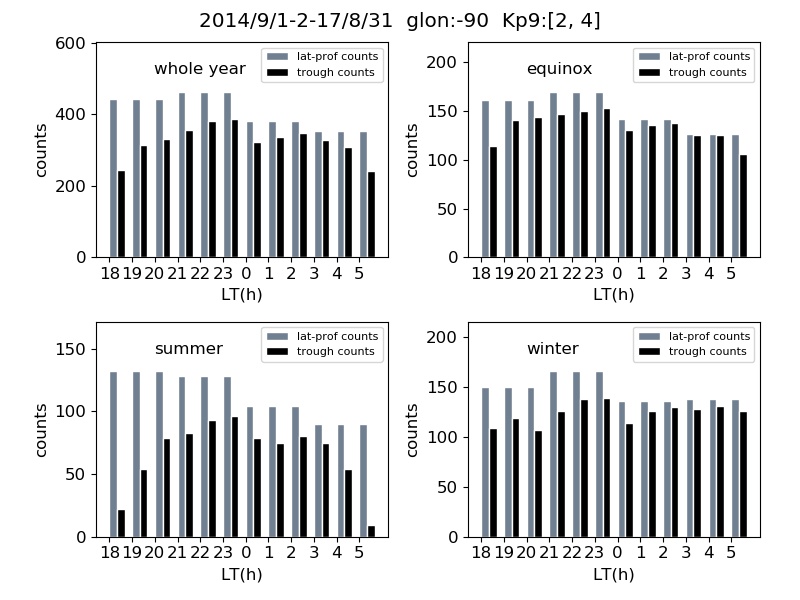 2014/9/1-2-17/8/31  glon:-90  Kp9:[2, 4]
whole year
lat-prof counts
trough counts
counts
600
400
200
0
18 19 20 21 22 23 0 1 2 3 4 5
LT(h)
equinox
lat-prof counts
trough counts
counts
200
150
100
50
0
18 19 20 21 22 23 0 1 2 3 4 5
LT(h)
summer
lat-prof counts
trough counts
counts
150
100
50
0
18 19 20 21 22 23 0 1 2 3 4 5
LT(h)
winter
lat-prof counts
trough counts
counts
200
150
100
50
0
18 19 20 21 22 23 0 1 2 3 4 5
LT(h)